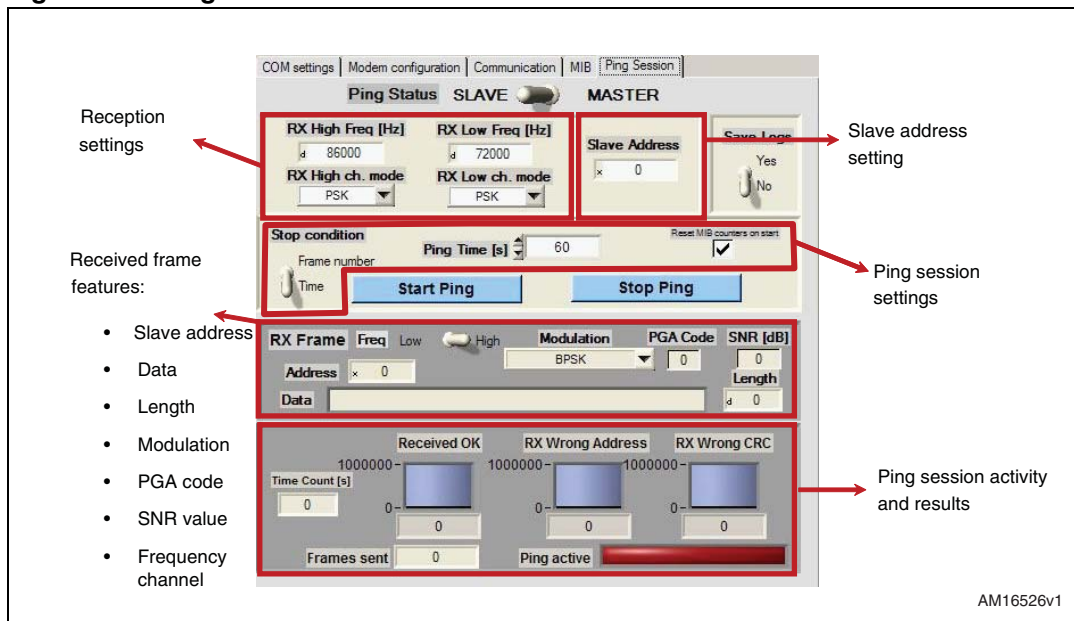 COM settings Modem configuration Communication MIB Ping Session
Ping Status SLAVE MASTER
Reception
settings
RX High Freq [Hz] RX Low Freq [Hz]
d 86000 d 72000
RX High ch. mode RX Low ch. mode
PSK PSK
Slave Address
x 0
Save Logs
Yes
No
Slave address
setting
Stop condition
Frame number
Time
Ping Time [s] 60
Reset MIB counters on start
Start Ping Stop Ping
Ping session
settings
Received frame
features:
• Slave address
• Data
• Length
• Modulation
• PGA code
• SNR value
• Frequency
channel
RX Frame Freq Low High Modulation PGA Code SNR [dB]
BPSK 0 0
Address x 0
Length
d 0
Data
Received OK RX Wrong Address RX Wrong CRC
1000000 1000000 1000000
Time Count [s]
0
0 0 0
0 0 0
Frames sent 0 Ping active
Ping session activity
and results
AM16526v1